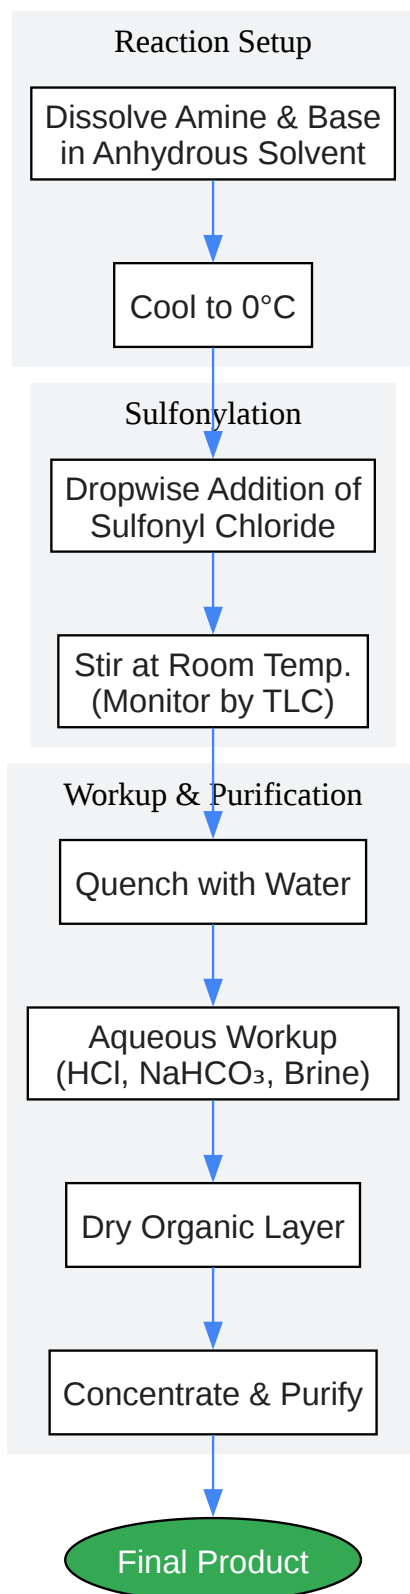 Reaction Setup
Dissolve Amine & Base
in Anhydrous Solvent
Cool to 0°C
Sulfonylation
Dropwise Addition of
Sulfonyl Chloride
Stir at Room Temp.
(Monitor by TLC)
Workup & Purification
Quench with Water
Aqueous Workup
(HCl, NaHCO₃, Brine)
Dry Organic Layer
Concentrate & Purify
Final Product